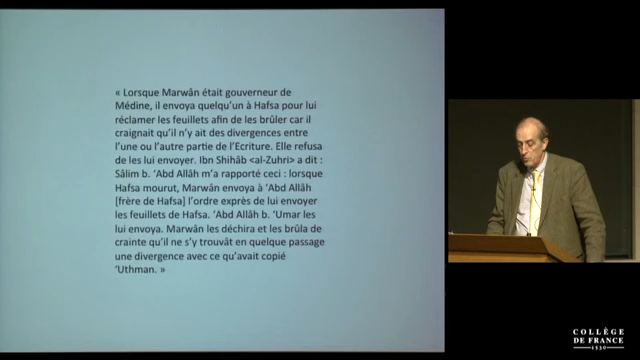 « Lorsque Marwân était gouverneur de
Médine, il envoya quelqu'un à Hafsa pour lui
réclamer les feuillets afin de les brûler car il
craignait qu'il n'y ait des divergences entre
l'une ou l'autre partie de l'Ecriture. Elle refusa
de les lui envoyer. Ibn Shihâb <al-Zuhri> a dit :
Sâlim b. 'Abd Allâh m'a rapporté ceci : lorsque
Hafsa mourut, Marwân envoya à 'Abd Allâh
[frère de Hafsa] l'ordre exprès de lui envoyer
les feuillets de Hafsa. 'Abd Allâh b. 'Umar les
lui envoya. Marwân les déchira et les brûla de
crainte qu'il ne s'y trouvât en quelque passage
une divergence avec ce qu'avait copié
'Uthman. »
COLLÈGE
DE FRANCE
1530